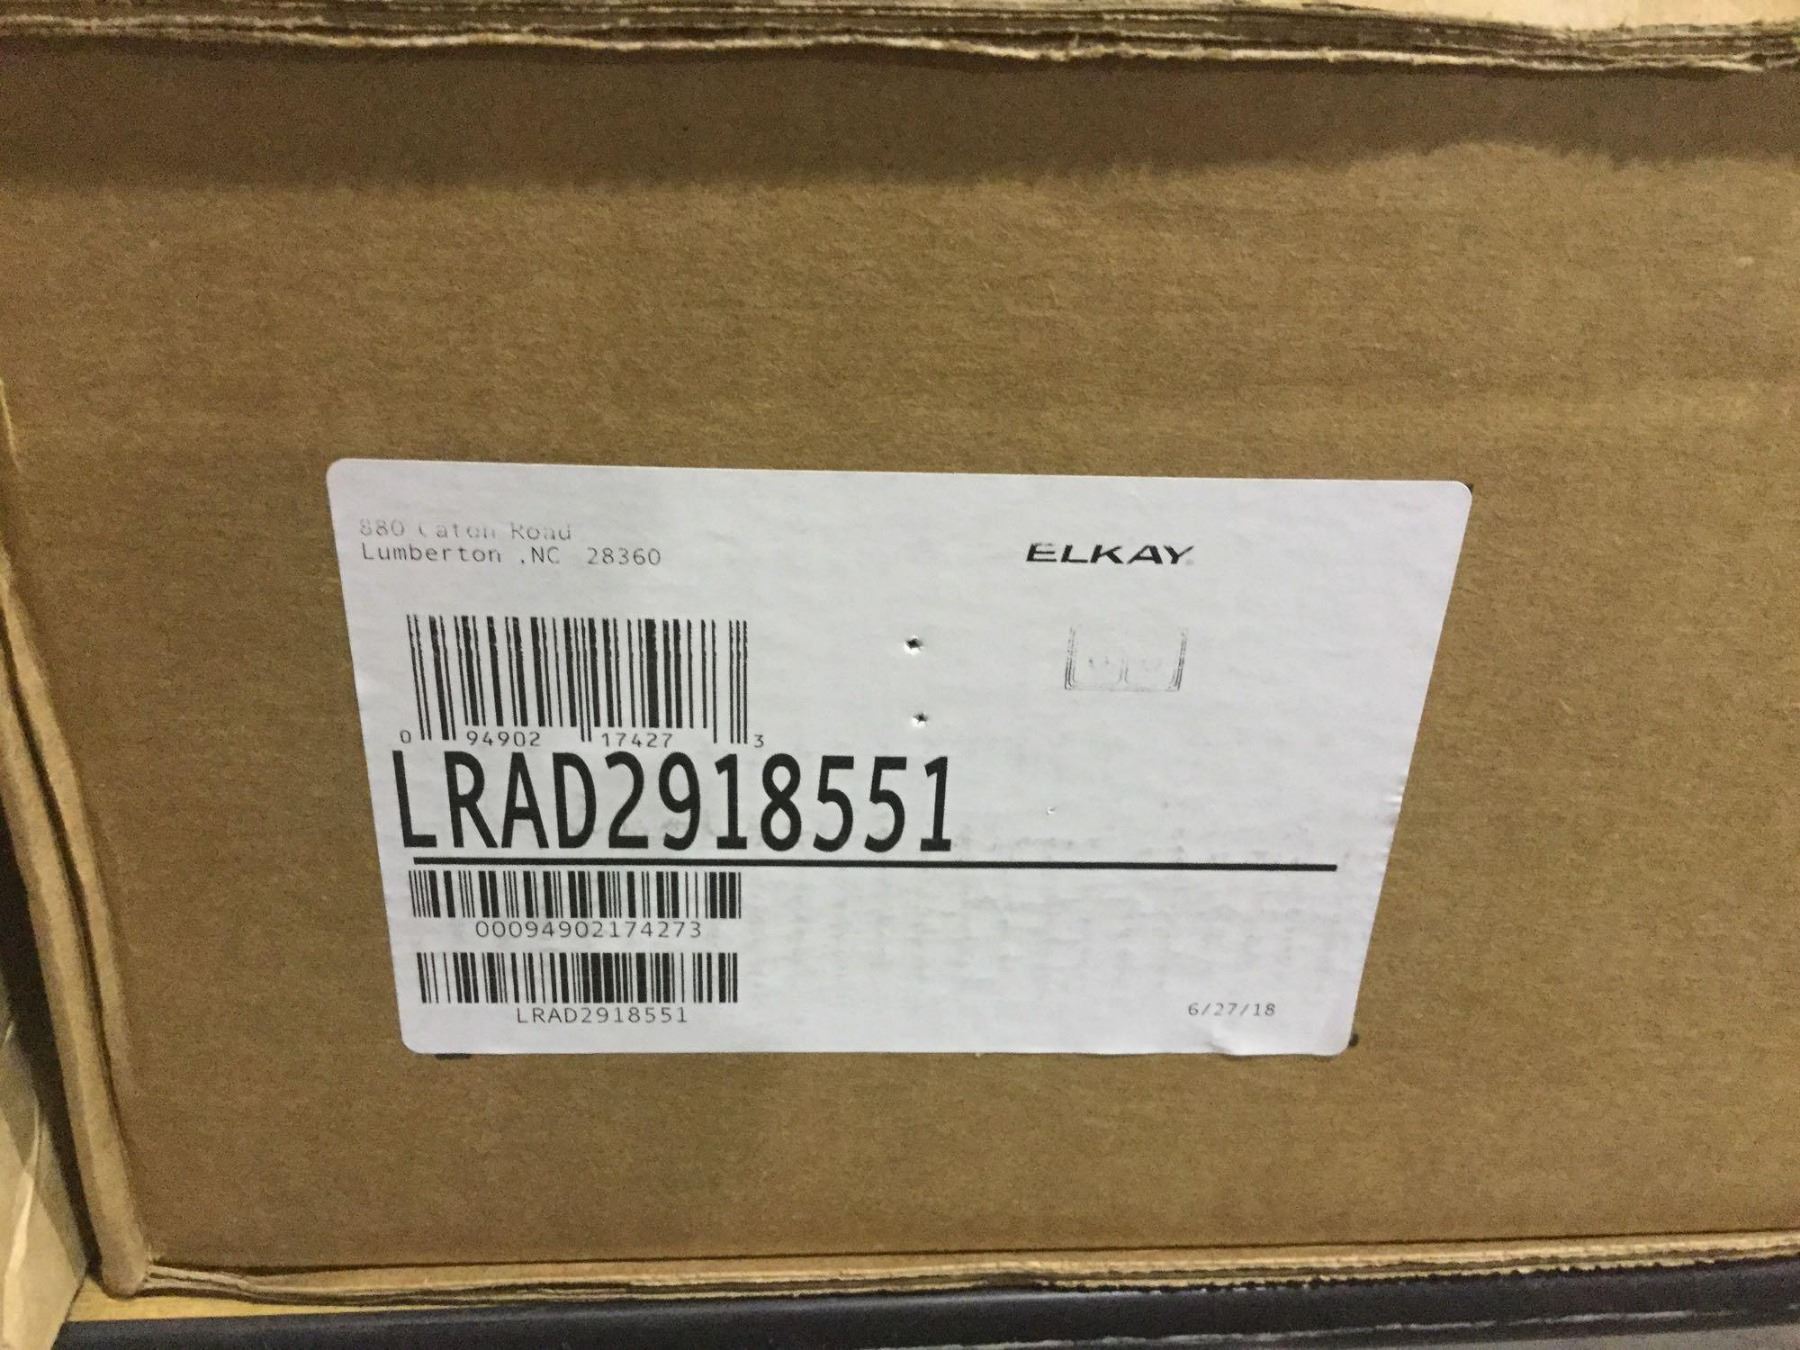 880 Caton Road
Lumberton ,NC 28360
ELKAY
0 94902 17427 3
LRAD2918551
00094902174273
LRAD2918551
6/27/18